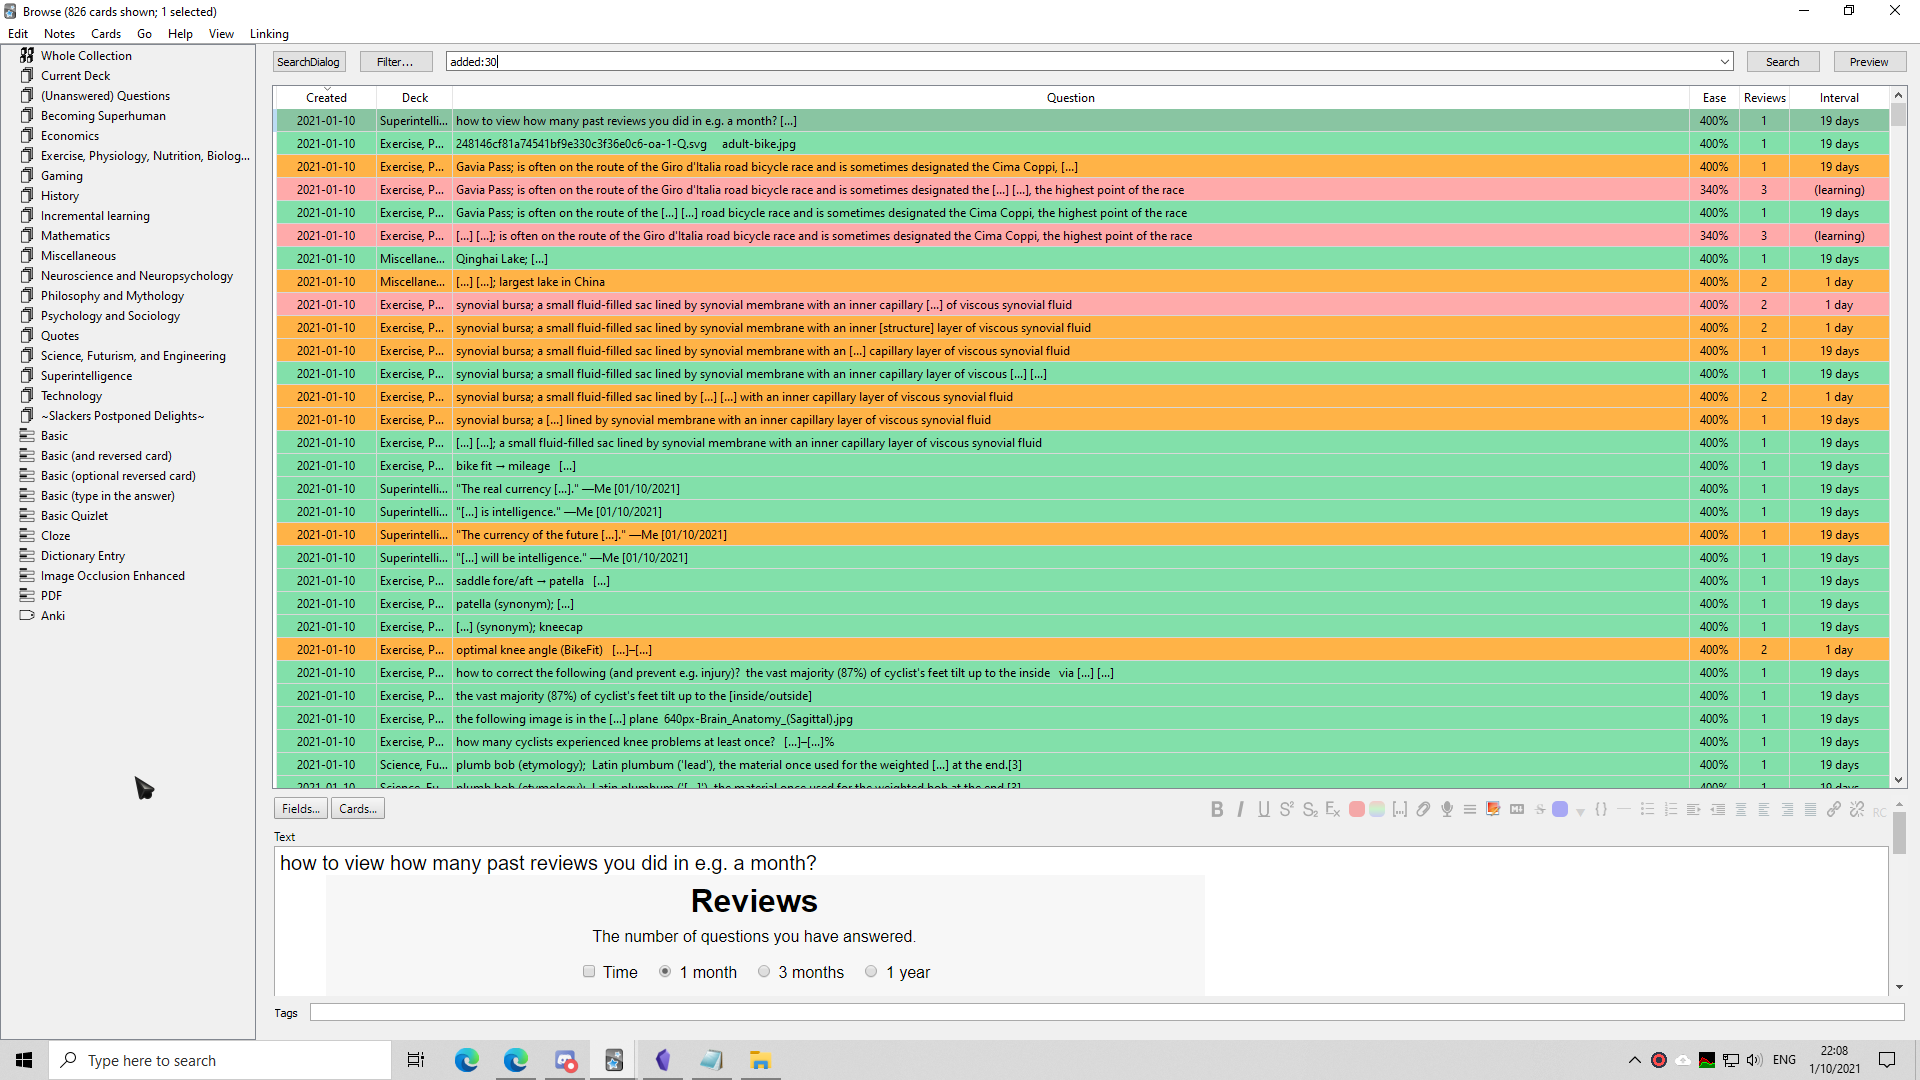 Browse (826 cards shown; 1 selected)
Edit Notes Cards Go Help View Linking
Whole Collection
Current Deck
(Unanswered) Questions
Becoming Superhuman
Economics
Exercise, Physiology, Nutrition, Biolog...
Gaming
History
Incremental learning
Mathematics
Miscellaneous
Neuroscience and Neuropsychology
Philosophy and Mythology
Psychology and Sociology
Quotes
Science, Futurism, and Engineering
Superintelligence
Technology
~Slackers Postponed Delights~
Basic
Basic (and reversed card)
Basic (optional reversed card)
Basic (type in the answer)
Basic Quizlet
Cloze
Dictionary Entry
Image Occlusion Enhanced
PDF
Anki
SearchDialog Filter... added:30 Search Preview
Created Deck Question Ease Reviews Interval
2021-01-10 Superintelli... how to view how many past reviews you did in e.g. a month? [...] 400% 1 19 days
2021-01-10 Exercise, P... 248146cf81a74541bf9e330c3f36e0c6-oa-1-Q.svg adult-bike.jpg 400% 1 19 days
2021-01-10 Exercise, P... Gavia Pass; is often on the route of the Giro d'Italia road bicycle race and is sometimes designated the Cima Coppi, [...] 400% 1 19 days
2021-01-10 Exercise, P... Gavia Pass; is often on the route of the Giro d'Italia road bicycle race and is sometimes designated the [...] [...], the highest point of the race 340% 3 (learning)
2021-01-10 Exercise, P... Gavia Pass; is often on the route of the [...] [...] road bicycle race and is sometimes designated the Cima Coppi, the highest point of the race 400% 1 19 days
2021-01-10 Exercise, P... [...] [...]; is often on the route of the Giro d'Italia road bicycle race and is sometimes designated the Cima Coppi, the highest point of the race 340% 3 (learning)
2021-01-10 Miscellane... Qinghai Lake; [...] 400% 1 19 days
2021-01-10 Miscellane... [...] [...]; largest lake in China 400% 2 1 day
2021-01-10 Exercise, P... synovial bursa; a small fluid-filled sac lined by synovial membrane with an inner capillary [...] of viscous synovial fluid 400% 2 1 day
2021-01-10 Exercise, P... synovial bursa; a small fluid-filled sac lined by synovial membrane with an inner [structure] layer of viscous synovial fluid 400% 2 1 day
2021-01-10 Exercise, P... synovial bursa; a small fluid-filled sac lined by synovial membrane with an [...] capillary layer of viscous synovial fluid 400% 1 19 days
2021-01-10 Exercise, P... synovial bursa; a small fluid-filled sac lined by synovial membrane with an inner capillary layer of viscous [...] [...] 400% 1 19 days
2021-01-10 Exercise, P... synovial bursa; a small fluid-filled sac lined by [...] [...] with an inner capillary layer of viscous synovial fluid 400% 2 1 day
2021-01-10 Exercise, P... synovial bursa; a [...] lined by synovial membrane with an inner capillary layer of viscous synovial fluid 400% 1 19 days
2021-01-10 Exercise, P... [...] [...]; a small fluid-filled sac lined by synovial membrane with an inner capillary layer of viscous synovial fluid 400% 1 19 days
2021-01-10 Exercise, P... bike fit → mileage [...] 400% 1 19 days
2021-01-10 Superintelli... "The real currency [...]." —Me [01/10/2021] 400% 1 19 days
2021-01-10 Superintelli... "[...] is intelligence." —Me [01/10/2021] 400% 1 19 days
2021-01-10 Superintelli... "The currency of the future [...]." —Me [01/10/2021] 400% 1 19 days
2021-01-10 Superintelli... "[...] will be intelligence." —Me [01/10/2021] 400% 1 19 days
2021-01-10 Exercise, P... saddle fore/aft → patella [...] 400% 1 19 days
2021-01-10 Exercise, P... patella (synonym); [...] 400% 1 19 days
2021-01-10 Exercise, P... [...] (synonym); kneecap 400% 1 19 days
2021-01-10 Exercise, P... optimal knee angle (BikeFit) [...]–[...] 400% 2 1 day
2021-01-10 Exercise, P... how to correct the following (and prevent e.g. injury)? the vast majority (87%) of cyclist's feet tilt up to the inside via [...] [...] 400% 1 19 days
2021-01-10 Exercise, P... the vast majority (87%) of cyclist's feet tilt up to the [inside/outside] 400% 1 19 days
2021-01-10 Exercise, P... the following image is in the [...] plane 640px-Brain_Anatomy_(Sagittal).jpg 400% 1 19 days
2021-01-10 Exercise, P... how many cyclists experienced knee problems at least once? [...]–[...]% 400% 1 19 days
2021-01-10 Science, Fu... plumb bob (etymology); Latin plumbum ('lead'), the material once used for the weighted [...] at the end.[3] 400% 1 19 days
2021-01-10 Science, Fu... plumb bob (etymology); Latin plumbum ('[...]'), the material once used for the weighted bob at the end.[3] 400% 1 19 days
Fields... Cards...
B I U S² S₂ Ex [...] S {} RC
Text
how to view how many past reviews you did in e.g. a month?
Reviews
The number of questions you have answered.
Time 1 month 3 months 1 year
Tags
Type here to search
ENG
22:08
1/10/2021